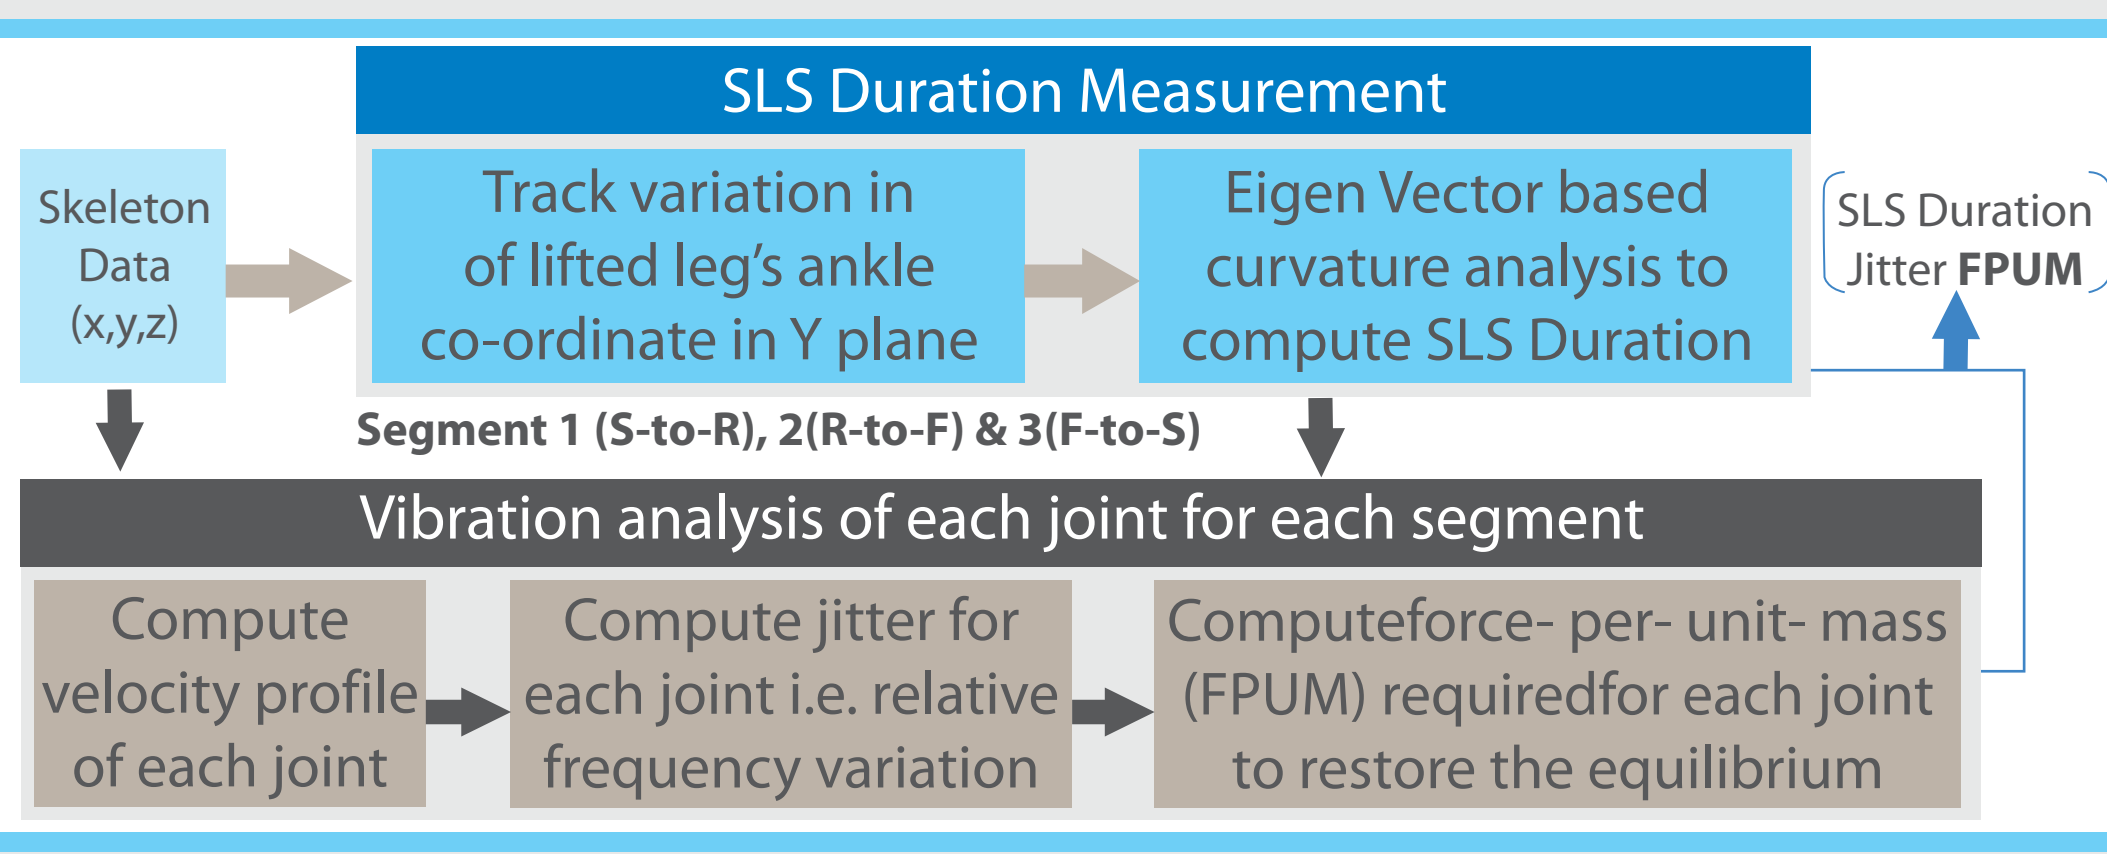 SLS Duration Measurement
Skeleton
Data
(x,y,z)
Track variation in
of lifted leg’s ankle
co-ordinate in Y plane
Eigen Vector based
curvature analysis to
compute SLS Duration
SLS Duration
Jitter FPUM
Segment 1 (S-to-R), 2(R-to-F) & 3(F-to-S)
Vibration analysis of each joint for each segment
Compute
velocity profile
of each joint
Compute jitter for
each joint i.e. relative
frequency variation
Computeforce- per- unit- mass
(FPUM) requiredfor each joint
to restore the equilibrium